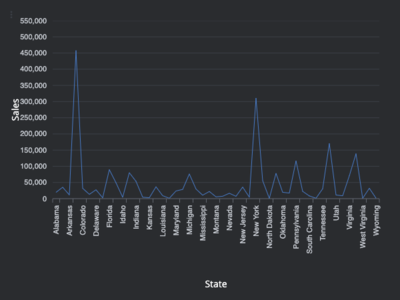 550,000
500,000
450,000
400,000
350,000
300,000
250,000
200,000
150,000
100,000
50,000
0
Sales
Alabama
Arkansas
Colorado
Delaware
Florida
Idaho
Indiana
Kansas
Louisiana
Maryland
Michigan
Mississippi
Montana
Nevada
New Jersey
New York
North Dakota
Oklahoma
Pennsylvania
South Carolina
Tennessee
Utah
Virginia
West Virginia
Wyoming
State